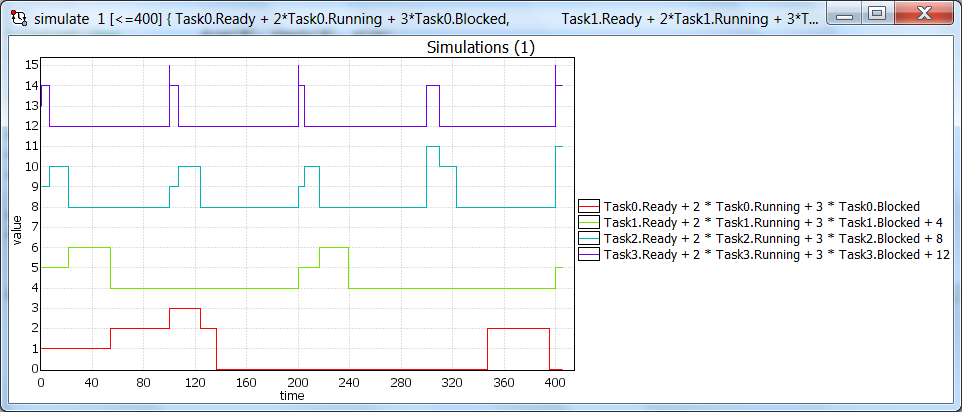 simulate 1 [<=400] { Task0.Ready + 2*Task0.Running + 3*Task0.Blocked, Task1.Ready + 2*Task1.Running + 3*T...
Simulations (1)
15
14
13
12
11
10
9
8
7
6
5
4
3
2
1
0
value
0 40 80 120 160 200 240 280 320 360 400
time
Task0.Ready + 2 * Task0.Running + 3 * Task0.Blocked
Task1.Ready + 2 * Task1.Running + 3 * Task1.Blocked + 4
Task2.Ready + 2 * Task2.Running + 3 * Task2.Blocked + 8
Task3.Ready + 2 * Task3.Running + 3 * Task3.Blocked + 12